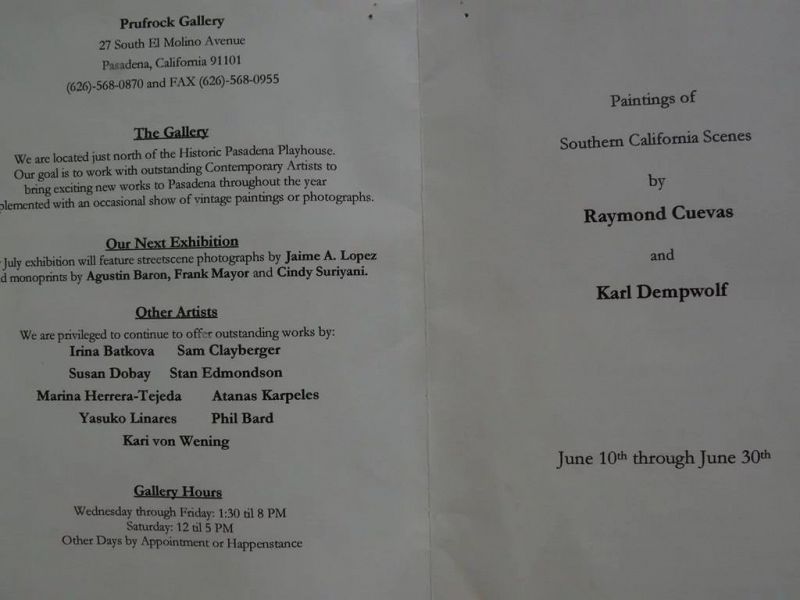 Prufrock Gallery
27 South El Molino Avenue
Pasadena, California 91101
(626)-568-0870 and FAX (626)-568-0955
The Gallery
We are located just north of the Historic Pasadena Playhouse.
Our goal is to work with outstanding Contemporary Artists to
bring exciting new works to Pasadena throughout the year
plemented with an occasional show of vintage paintings or photographs.
Our Next Exhibition
July exhibition will feature streetscene photographs by Jaime A. Lopez
d monoprints by Agustin Baron, Frank Mayor and Cindy Suriyani.
Other Artists
We are privileged to continue to offer outstanding works by:
Irina Batkova Sam Clayberger
Susan Dobay Stan Edmondson
Marina Herrera-Tejeda Atanas Karpeles
Yasuko Linares Phil Bard
Kari von Wening
Gallery Hours
Wednesday through Friday: 1:30 til 8 PM
Saturday: 12 til 5 PM
Other Days by Appointment or Happenstance
Paintings of
Southern California Scenes
by
Raymond Cuevas
and
Karl Dempwolf
June 10th through June 30th